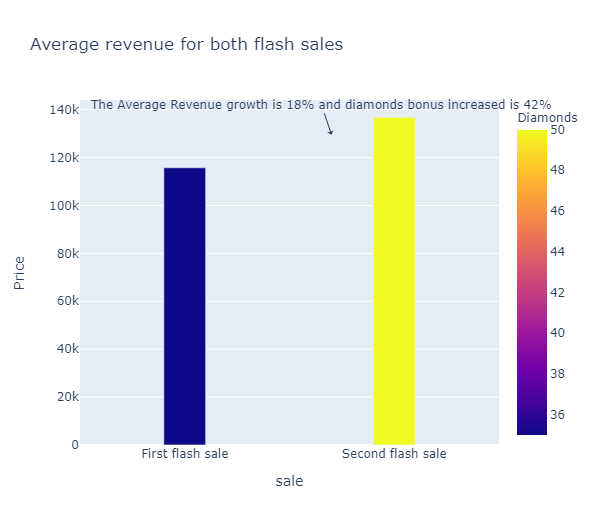 Average revenue for both flash sales
The Average Revenue growth is 18% and diamonds bonus increased is 42%
Diamonds
140k
120k
100k
80k
60k
40k
20k
0
Price
First flash sale
Second flash sale
sale
50
48
46
44
42
40
38
36